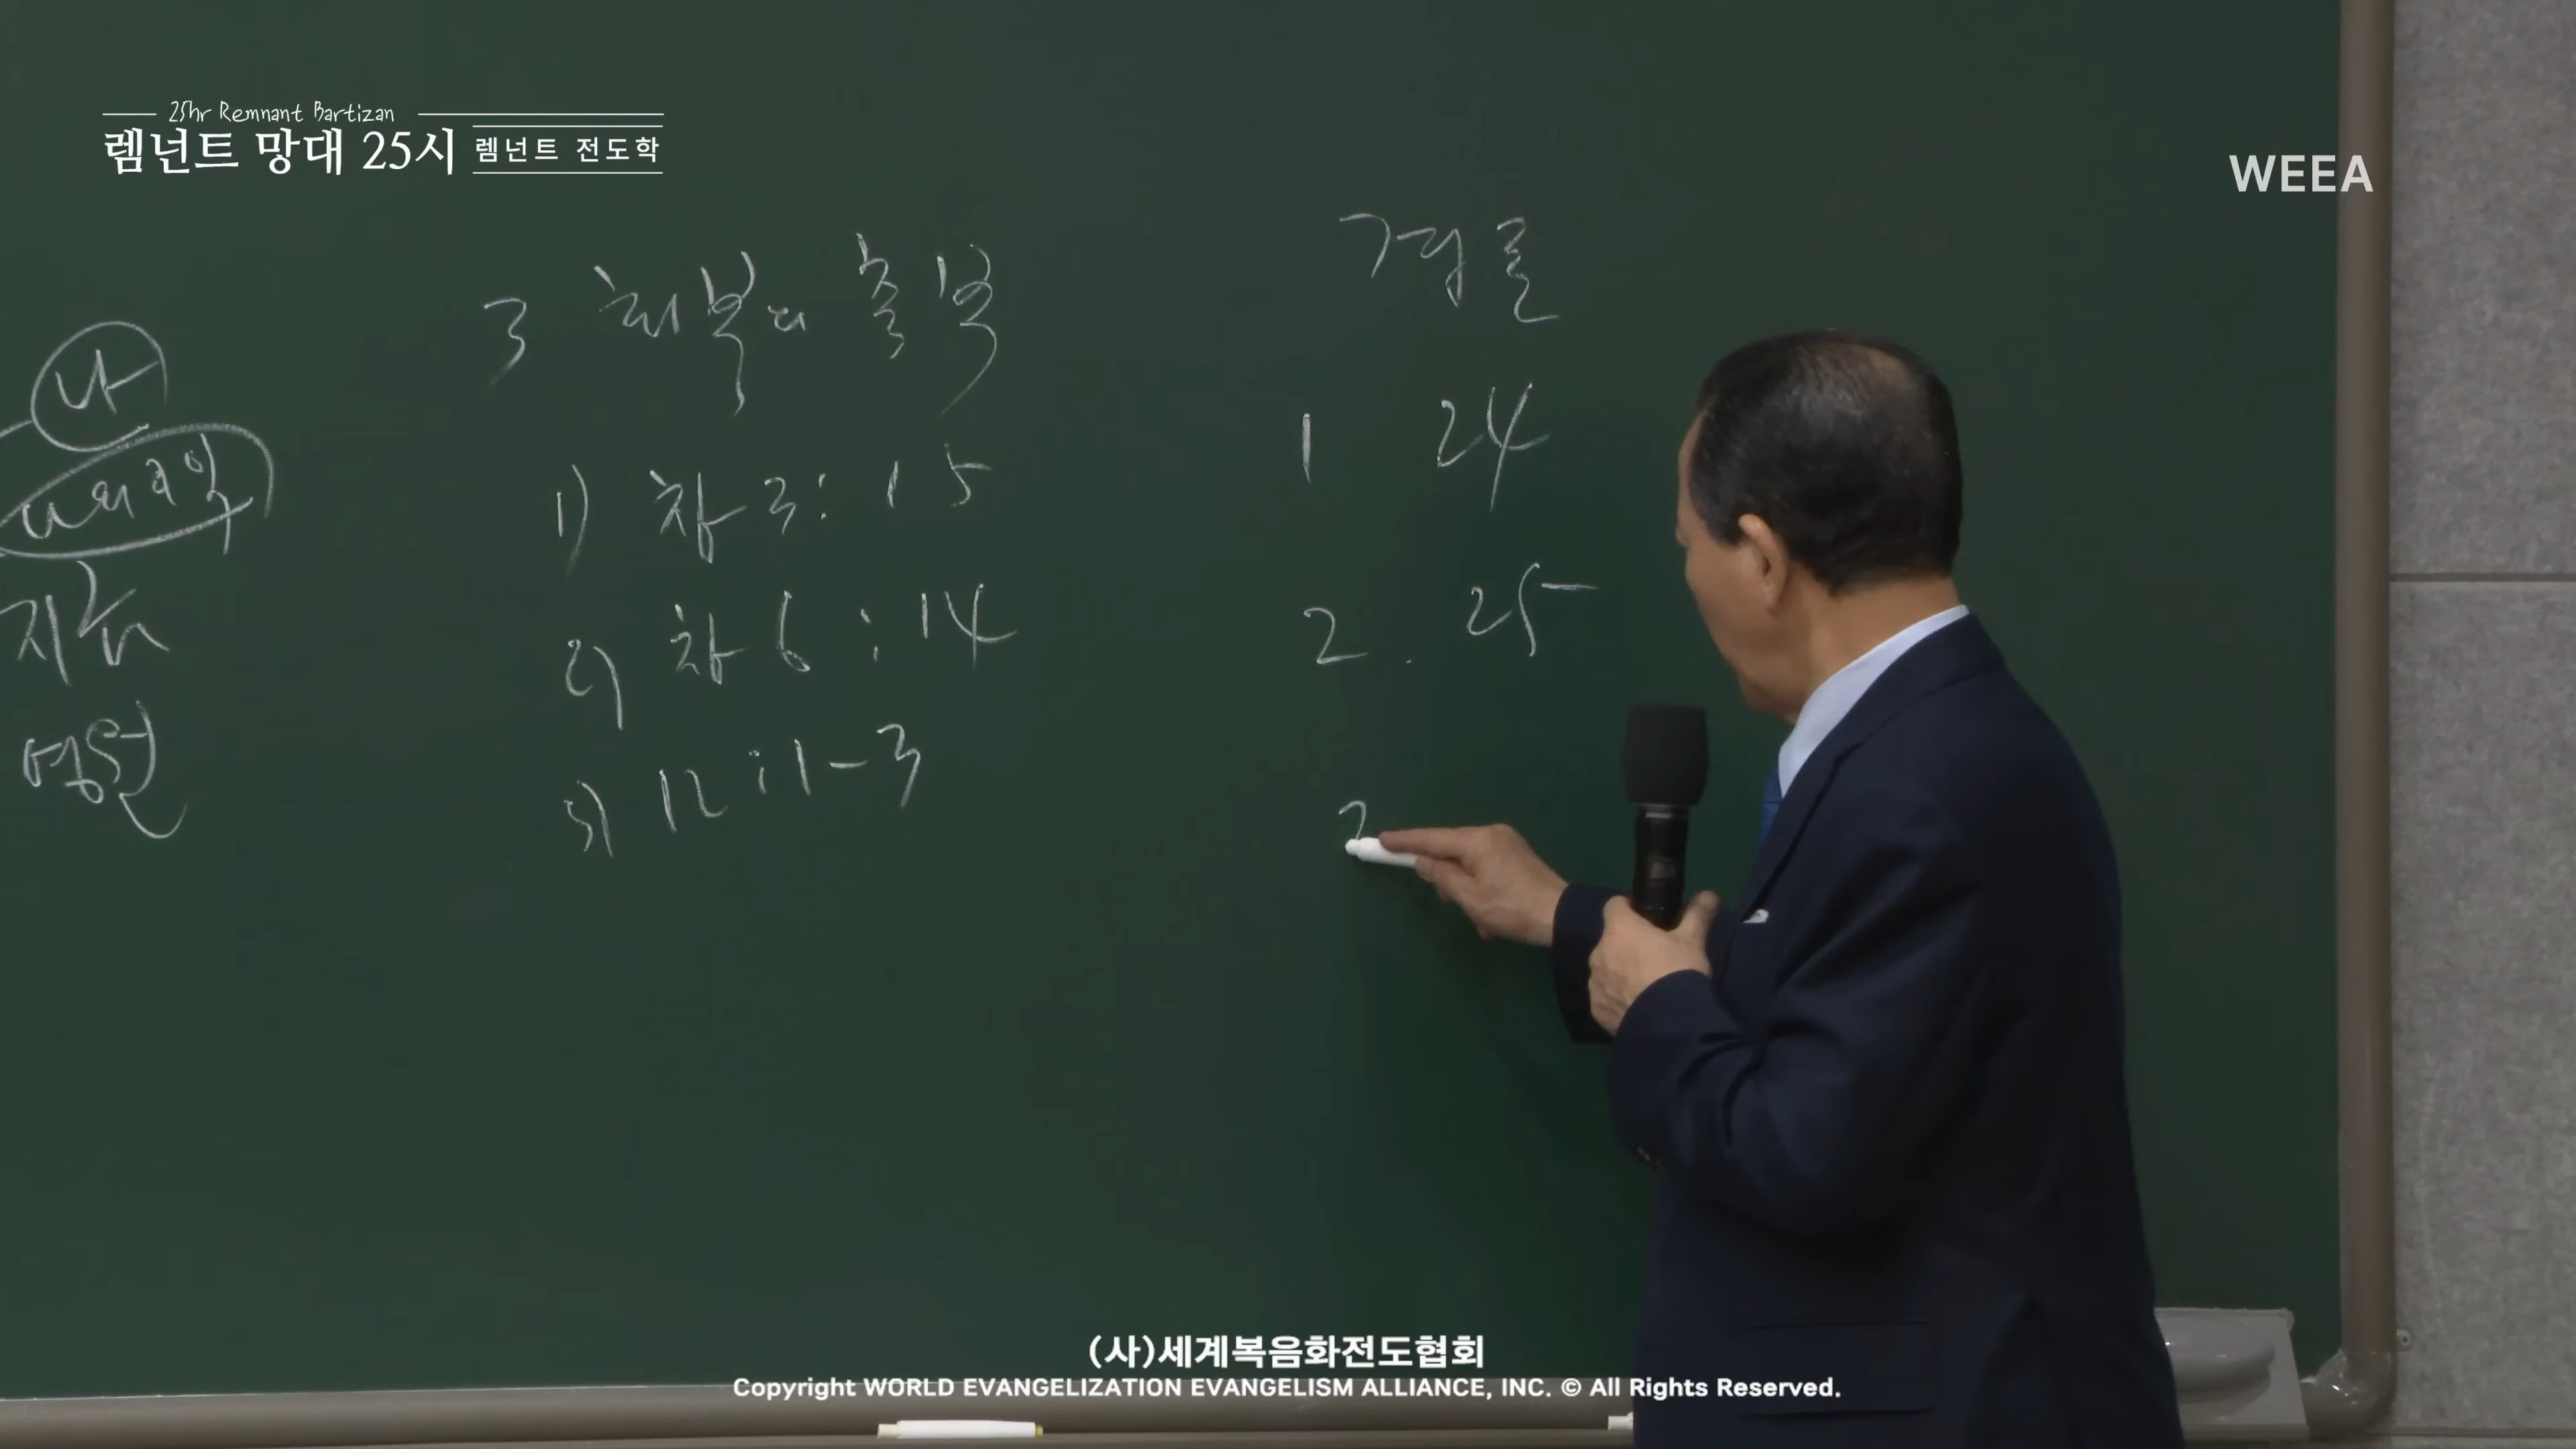 25hr Remnant Bartizan
렘넌트 망대 25시 렘넌트 전도학
WEEA
나
지혜
영원
3 회복의 축복
1) 창 3:15
2) 창 6:14
3) 12:1-3
결론
1 24
2. 25
(사)세계복음화전도협회
Copyright WORLD EVANGELIZATION EVANGELISM ALLIANCE, INC. © All Rights Reserved.